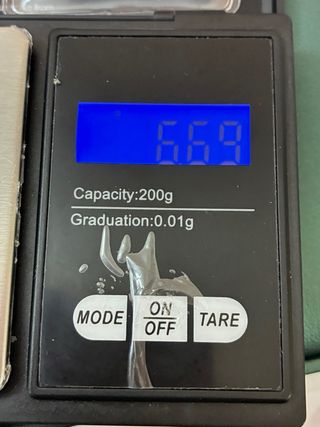 669
Capacity:200g
Graduation:0.01g
MODE
ON
OFF
TARE